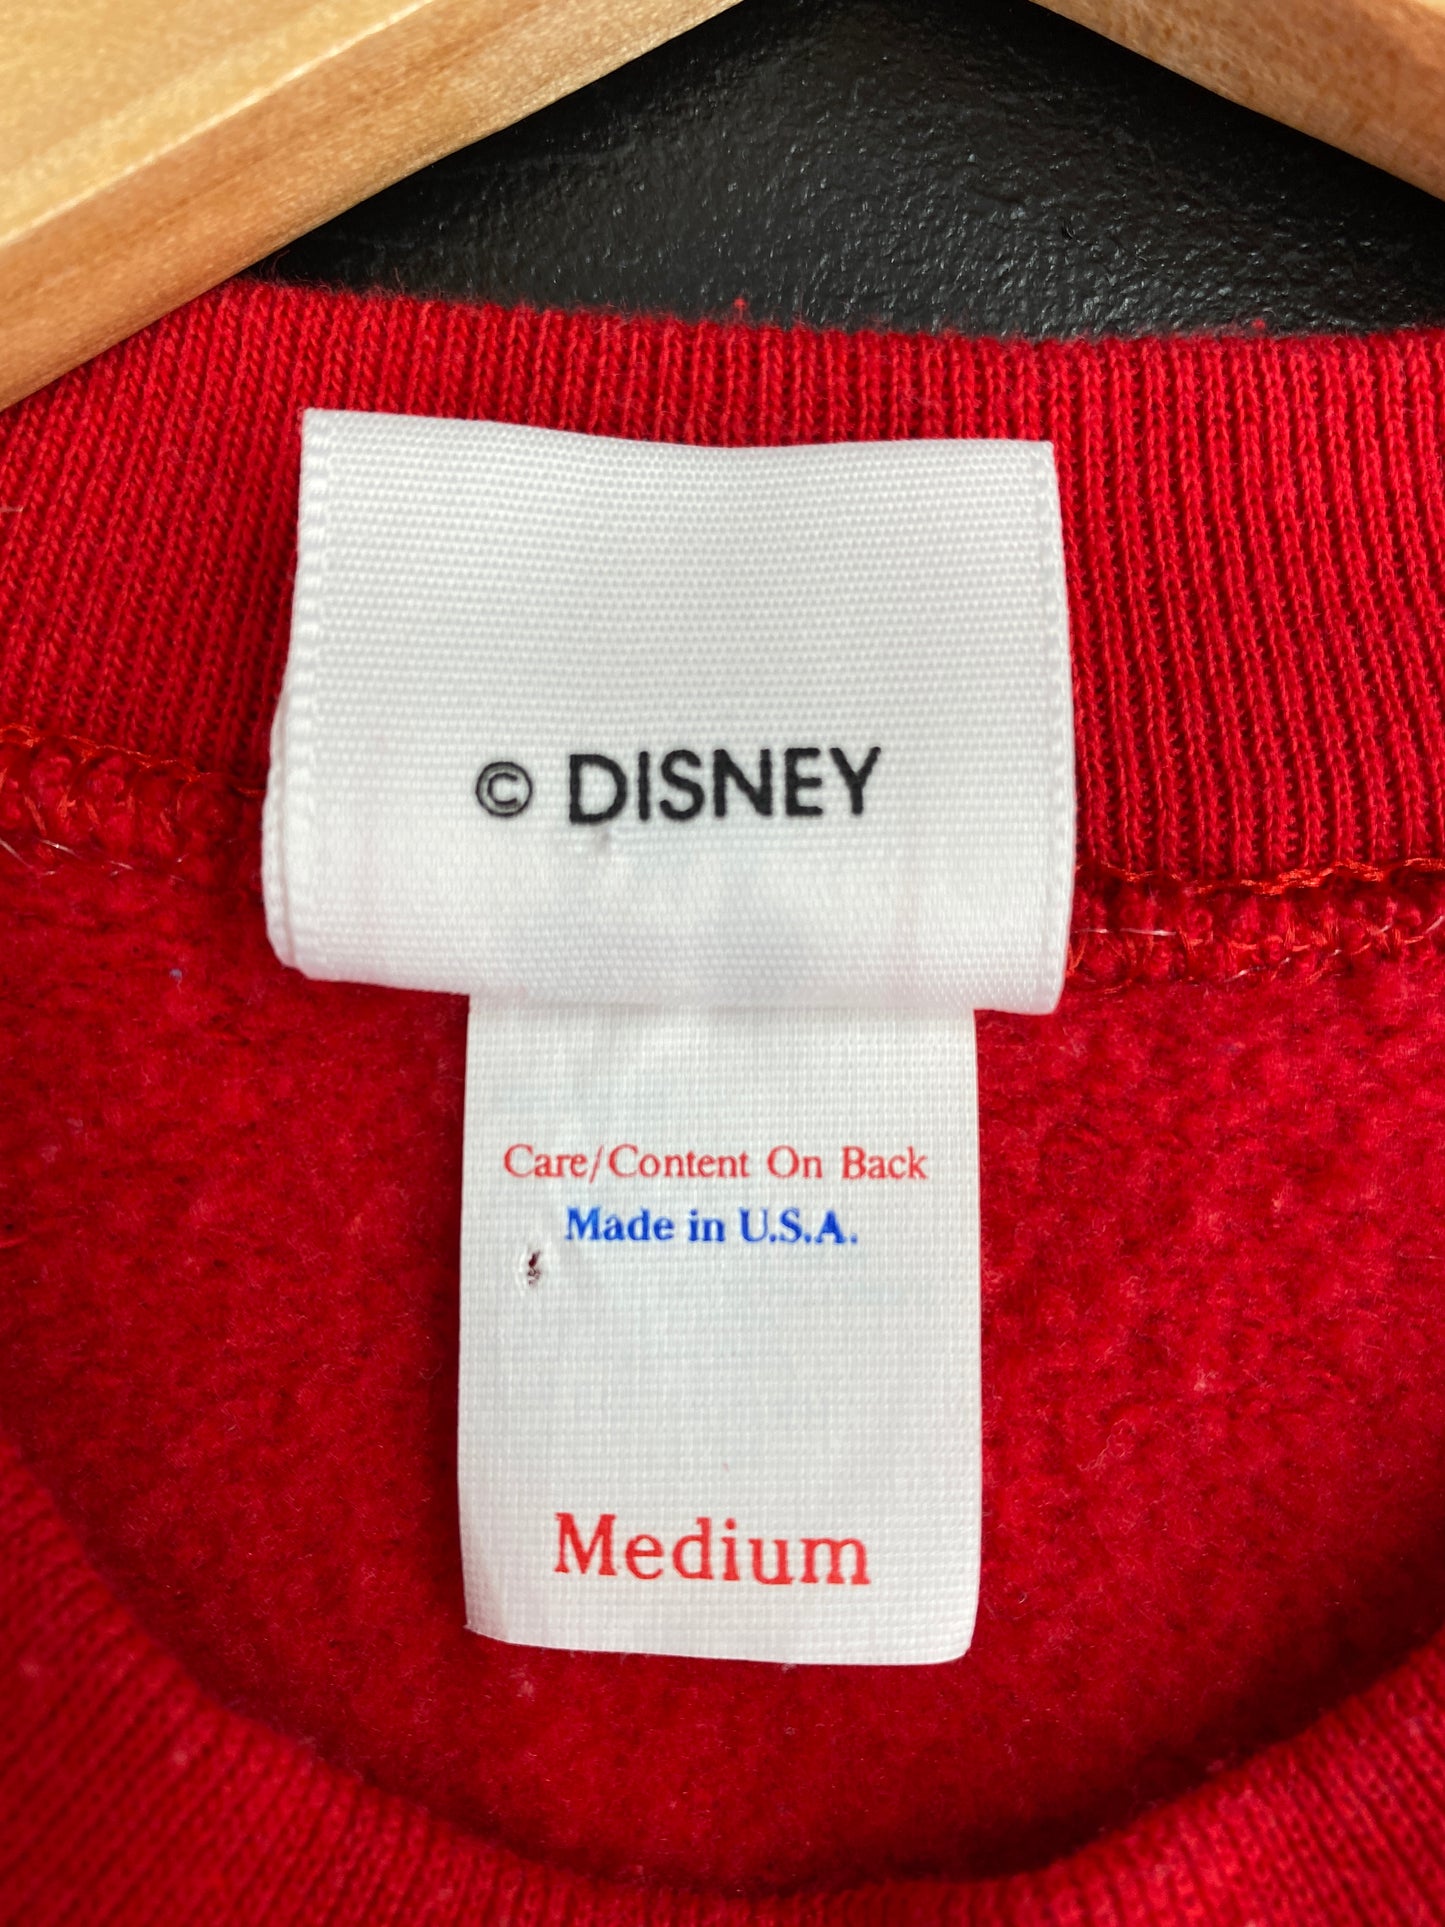 © DISNEY
Care/Content On Back
Made in U.S.A.
Medium